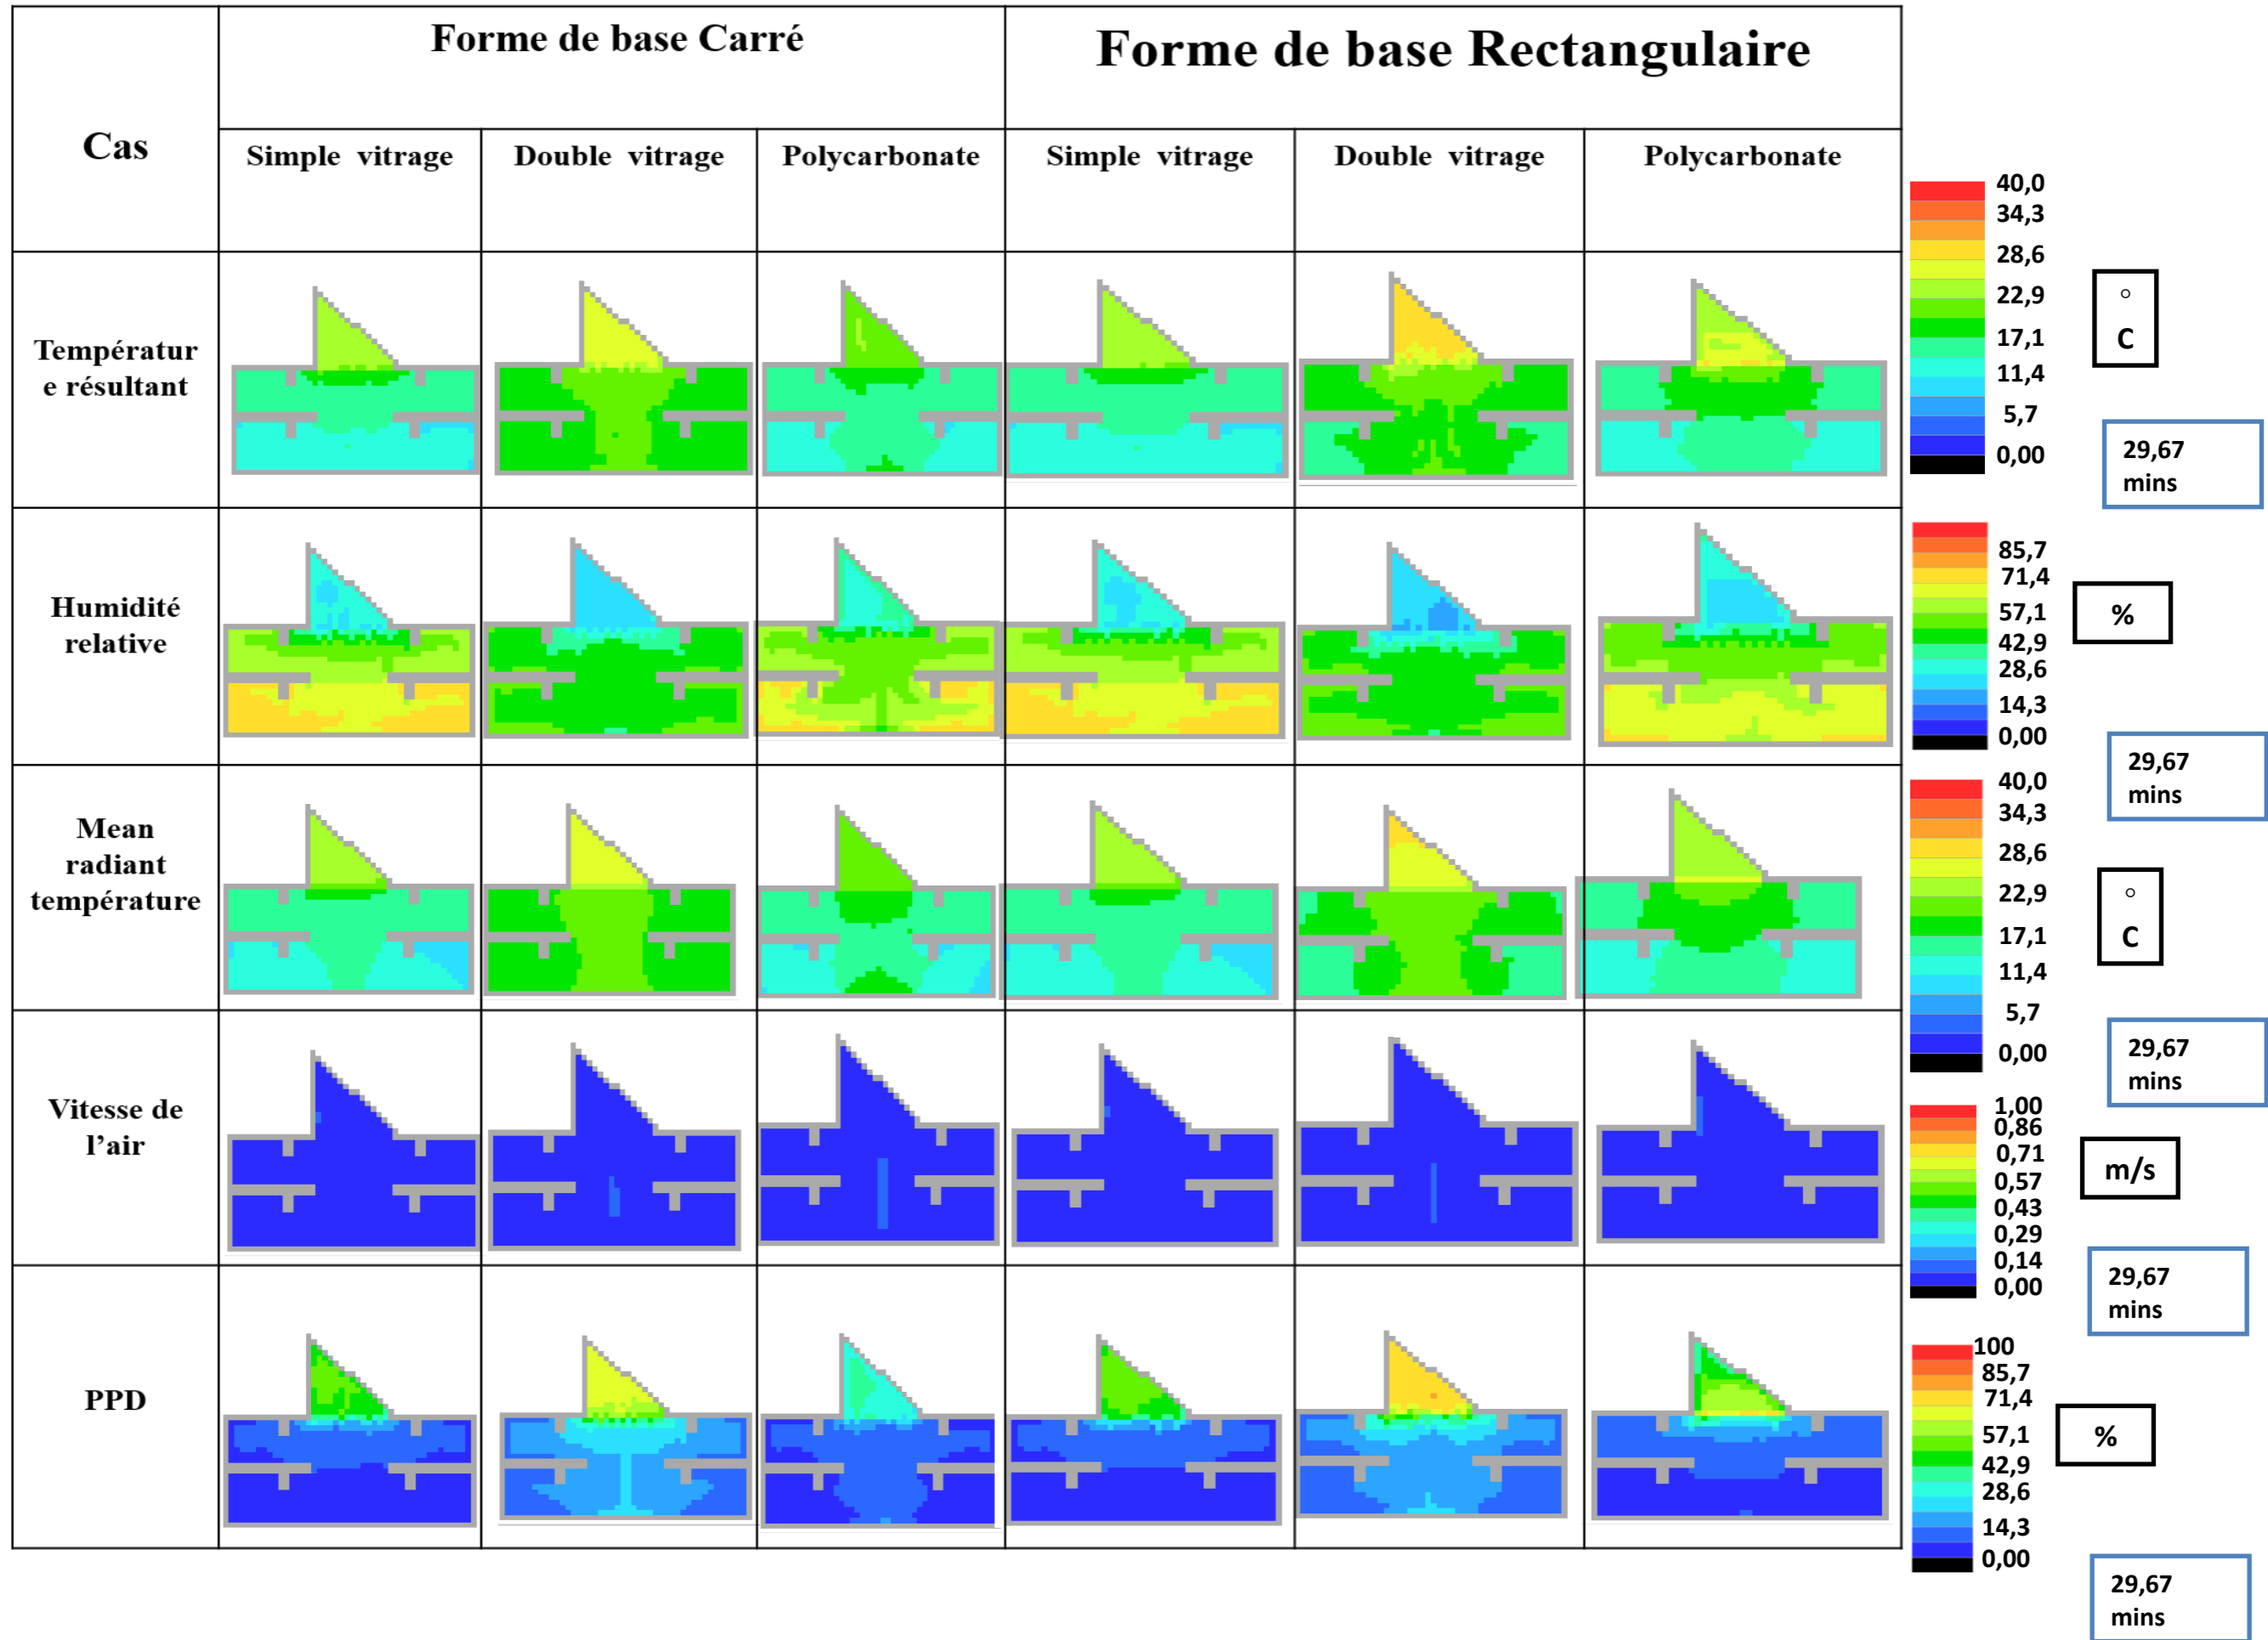 Cas
Forme de base Carré
Forme de base Rectangulaire
Simple vitrage
Double vitrage
Polycarbonate
Simple vitrage
Double vitrage
Polycarbonate
Températur
e résultant
Humidité
relative
Mean
radiant
température
Vitesse de
l’air
PPD
40,0
34,3
28,6
22,9
17,1
11,4
5,7
0,00
°
C
29,67
mins
85,7
71,4
57,1
42,9
28,6
14,3
0,00
%
29,67
mins
40,0
34,3
28,6
22,9
17,1
11,4
5,7
0,00
°
C
29,67
mins
1,00
0,86
0,71
0,57
0,43
0,29
0,14
0,00
m/s
29,67
mins
100
85,7
71,4
57,1
42,9
28,6
14,3
0,00
%
29,67
mins